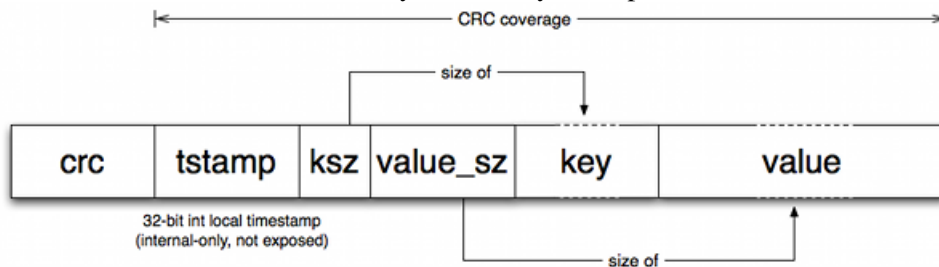 CRC coverage
size of
crc tstamp ksz value_sz key value
32-bit int local timestamp
(internal-only, not exposed)
size of